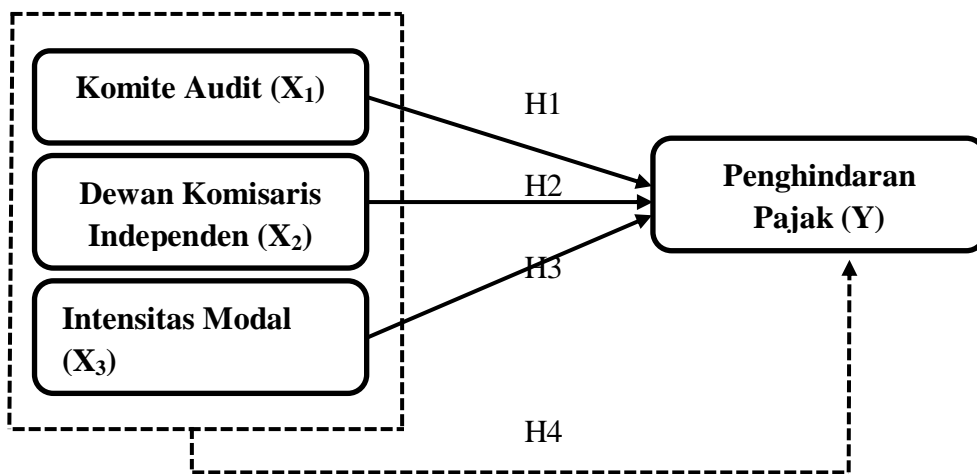 Komite Audit (X₁)
H1
Dewan Komisaris
Independen (X₂)
H2
Penghindaran
Pajak (Y)
Intensitas Modal
(X₃)
H3
H4